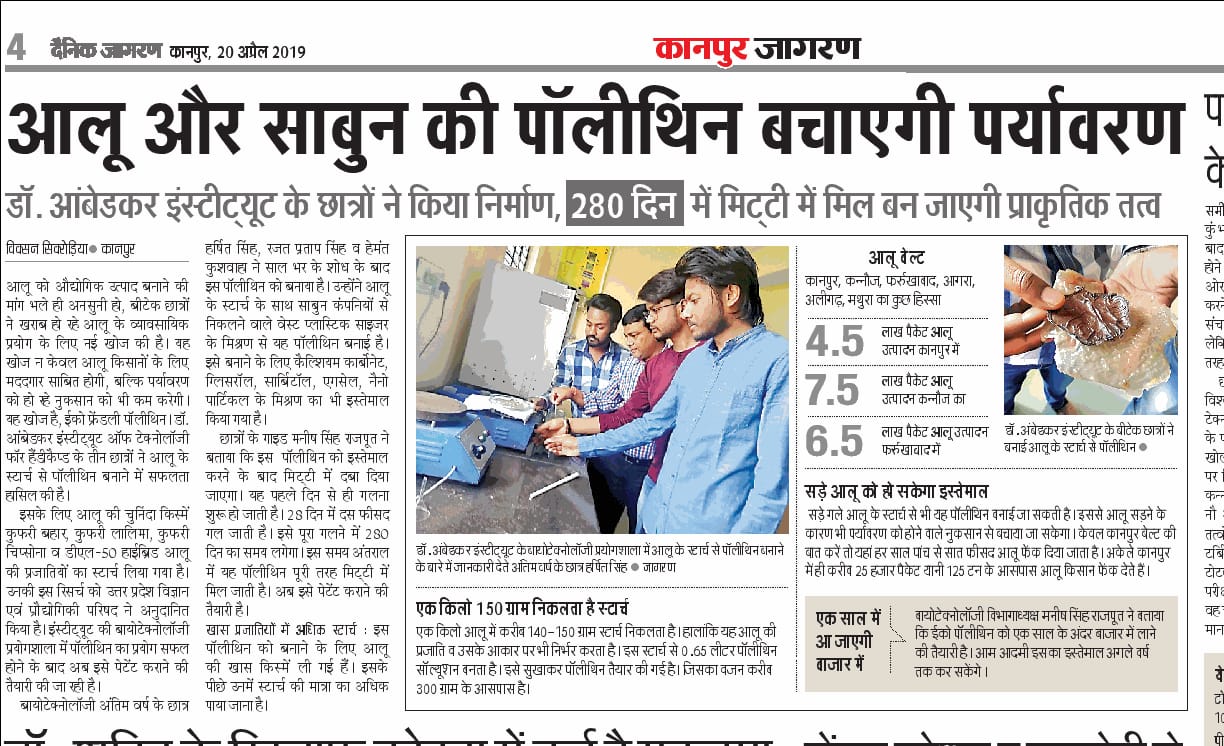 4 दैनिक जागरण कानपुर, 20 अप्रैल 2019
कानपुर जागरण
आलू और साबुन की पॉलीथिन बचाएगी पर्यावरण
डॉ. आंबेडकर इंस्टीट्यूट के छात्रों ने किया निर्माण, 280 दिन में मिट्टी में मिल बन जाएगी प्राकृतिक तत्व
विक्सन सिक्रोड़िया● कानपुर
आलू को औद्योगिक उत्पाद बनाने की
मांग भले ही अनसुनी हो, बीटेक छात्रों
ने खराब हो रहे आलू के व्यावसायिक
प्रयोग के लिए नई खोज की है। वह
खोज न केवल आलू किसानों के लिए
मददगार साबित होगी, बल्कि पर्यावरण
को हो रहे नुकसान को भी कम करेगी।
यह खोज है, ईको फ्रेंडली पॉलीथिन। डॉ.
आंबेडकर इंस्टीट्यूट ऑफ टेक्नोलॉजी
फॉर हैंडीकैप्ड के तीन छात्रों ने आलू के
स्टार्च से पॉलीथिन बनाने में सफलता
हासिल की है।
इसके लिए आलू की चुनिंदा किस्में
कुफरी बहार, कुफरी लालिमा, कुफरी
चिप्सोना व डीएल-50 हाईब्रिड आलू
की प्रजातियों का स्टार्च लिया गया है।
उनकी इस रिसर्च को उत्तर प्रदेश विज्ञान
एवं प्रौद्योगिकी परिषद ने अनुदानित
किया है। इंस्टीट्यूट की बायोटेक्नोलॉजी
प्रयोगशाला में पॉलीथिन का प्रयोग सफल
होने के बाद अब इसे पेटेंट कराने की
तैयारी की जा रही है।
बायोटेक्नोलॉजी अंतिम वर्ष के छात्र
हर्षित सिंह, रजत प्रताप सिंह व हेमंत
कुशवाहा ने साल भर के शोध के बाद
इस पॉलीथिन को बनाया है। उन्होंने आलू
के स्टार्च के साथ साबुन कंपनियों से
निकलने वाले वेस्ट प्लास्टिक साइजर
के मिश्रण से यह पॉलीथिन बनाई है।
इसे बनाने के लिए कैल्शियम कार्बोनेट,
ग्लिसरॉल, सार्बिटॉल, एगसेल, नैनो
पार्टिकल के मिश्रण का भी इस्तेमाल
किया गया है।
छात्रों के गाइड मनीष सिंह राजपूत ने
बताया कि इस पॉलीथिन को इस्तेमाल
करने के बाद मिट्टी में दबा दिया
जाएगा। यह पहले दिन से ही गलना
शुरू हो जाती है। 28 दिन में दस फीसद
गल जाती है। इसे पूरा गलने में 280
दिन का समय लगेगा। इस समय अंतराल
में यह पॉलीथिन पूरी तरह मिट्टी में
मिल जाती है। अब इसे पेटेंट कराने की
तैयारी है।
खास प्रजातियों में अधिक स्टार्च : इस
पॉलीथिन को बनाने के लिए आलू
की खास किस्में ली गई हैं। इसके
पीछे उनमें स्टार्च की मात्रा का अधिक
पाया जाना है।
डॉ. अंबेडकर इंस्टीट्यूट के बायोटेक्नोलॉजी प्रयोगशाला में आलू के स्टार्च से पॉलीथिन बनाने
के बारे में जानकारी देते अंतिम वर्ष के छात्र हर्षित सिंह ● जागरण
एक किलो 150 ग्राम निकलता है स्टार्च
एक किलो आलू में करीब 140-150 ग्राम स्टार्च निकलता है। हालांकि यह आलू की
प्रजाति व उसके आकार पर भी निर्भर करता है। इस स्टार्च से 0.65 लीटर पॉलीथिन
सॉल्यूशन बनता है। इसे सुखाकर पॉलीथिन तैयार की गई है। जिसका वजन करीब
300 ग्राम के आसपास है।
आलू बेल्ट
कानपुर, कन्नौज, फर्रुखाबाद, आगरा,
अलीगढ़, मथुरा का कुछ हिस्सा
4.5 लाख पैकेट आलू
उत्पादन कानपुर में
7.5 लाख पैकेट आलू
उत्पादन कन्नौज का
6.5 लाख पैकेट आलू उत्पादन
फर्रुखाबाद में
डॉ. अंबेडकर इंस्टीट्यूट के बीटेक छात्रों ने
बनाई आलू के स्टार्च से पॉलीथिन ●
सड़े आलू को हो सकेगा इस्तेमाल
सड़े गले आलू के स्टार्च से भी यह पॉलीथिन बनाई जा सकती है। इससे आलू सड़ने के
कारण भी पर्यावरण को होने वाले नुकसान से बचाया जा सकेगा। केवल कानपुर बेल्ट की
बात करें तो यहां हर साल पांच से सात फीसद आलू फेंक दिया जाता है। अकेले कानपुर
में ही करीब 25 हजार पैकेट यानी 125 टन के आसपास आलू किसान फेंक देते हैं।
एक साल में
आ जाएगी
बाजार में
बायोटेक्नोलॉजी विभागाध्यक्ष मनीष सिंह राजपूत ने बताया
कि ईको पॉलीथिन को एक साल के अंदर बाजार में लाने
की तैयारी है। आम आदमी इसका इस्तेमाल अगले वर्ष
तक कर सकेंगे।